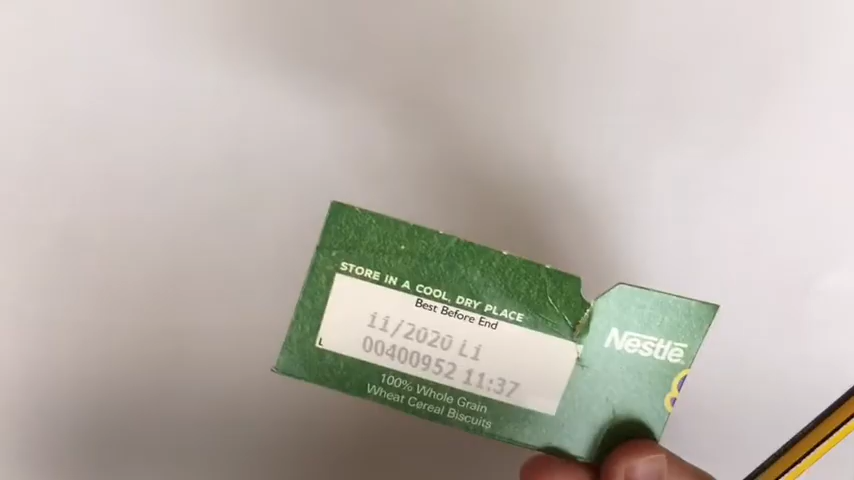 STORE IN A COOL, DRY PLACE
Best Before End
11/2020 L1
00400952 11:37
L
100% Whole Grain
Wheat Cereal Biscuits
Nestlé